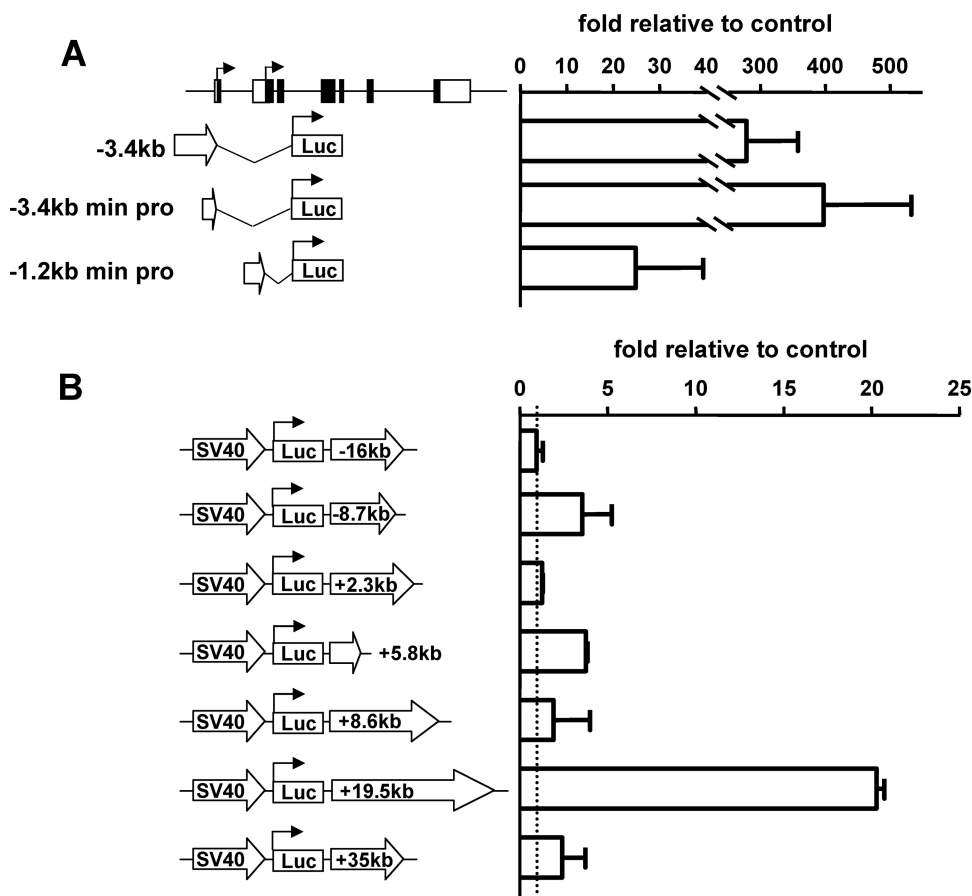 fold relative to control
A
0 10 20 30 40 300 400 500
-3.4kb Luc
-3.4kb min pro Luc
-1.2kb min pro Luc
fold relative to control
B
0 5 10 15 20 25
SV40 Luc -16kb
SV40 Luc -8.7kb
SV40 Luc +2.3kb
SV40 Luc +5.8kb
SV40 Luc +8.6kb
SV40 Luc +19.5kb
SV40 Luc +35kb